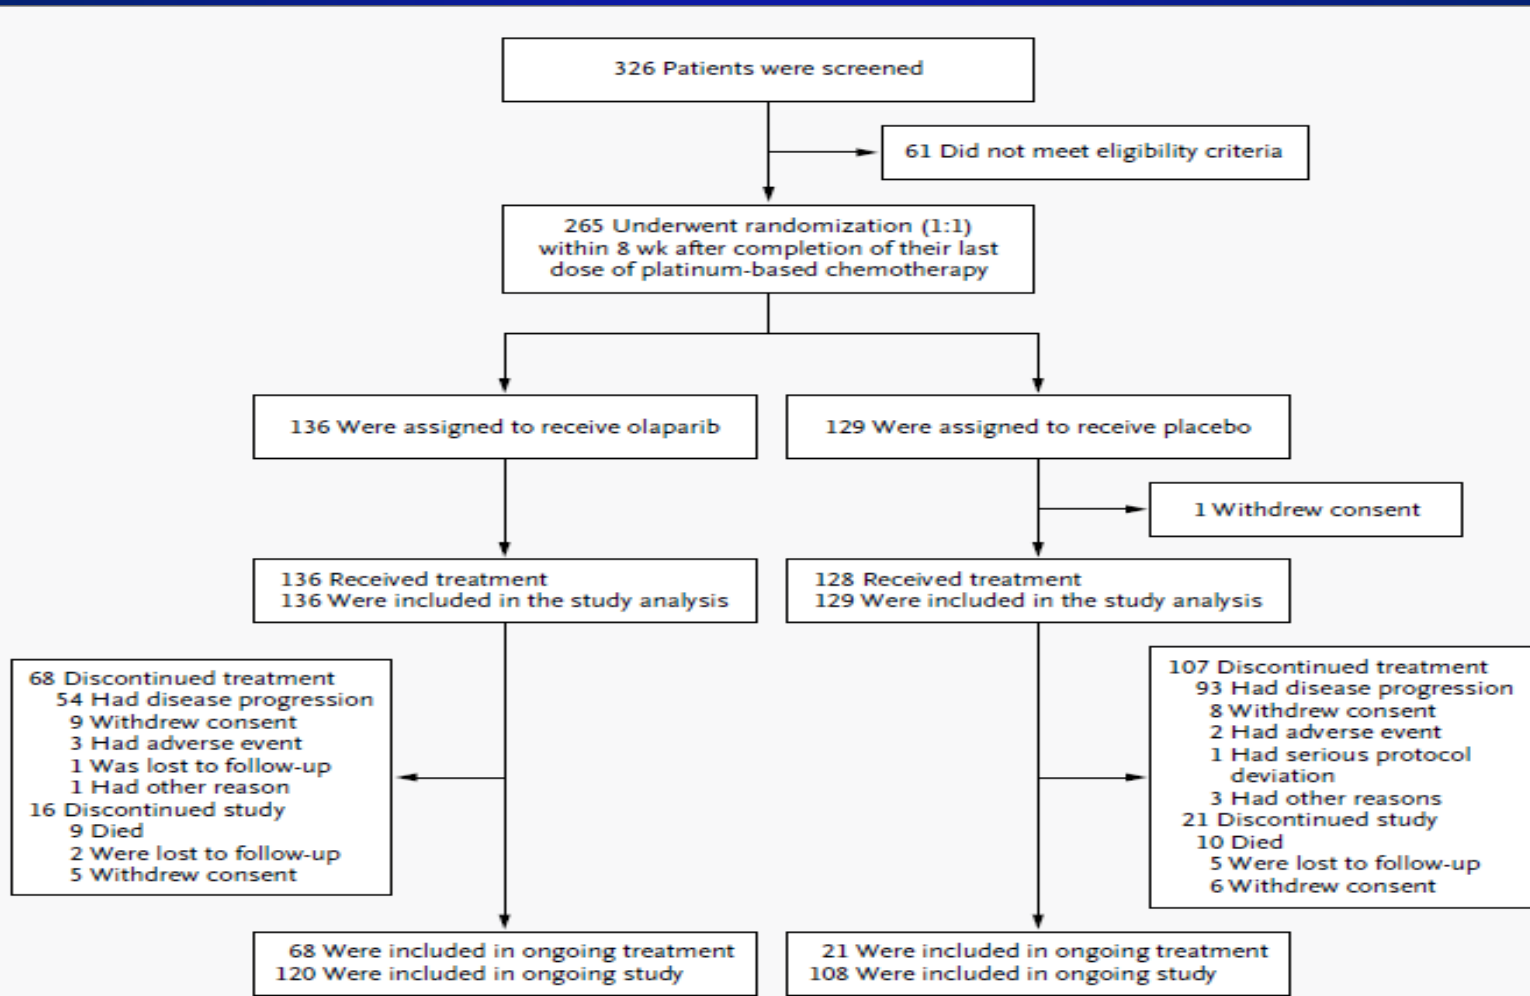 326 Patients were screened
61 Did not meet eligibility criteria
265 Underwent randomization (1:1)
within 8 wk after completion of their last
dose of platinum-based chemotherapy
136 Were assigned to receive olaparib
129 Were assigned to receive placebo
1 Withdrew consent
136 Received treatment
136 Were included in the study analysis
128 Received treatment
129 Were included in the study analysis
68 Discontinued treatment
54 Had disease progression
9 Withdrew consent
3 Had adverse event
1 Was lost to follow-up
1 Had other reason
16 Discontinued study
9 Died
2 Were lost to follow-up
5 Withdrew consent
107 Discontinued treatment
93 Had disease progression
8 Withdrew consent
2 Had adverse event
1 Had serious protocol
deviation
3 Had other reasons
21 Discontinued study
10 Died
5 Were lost to follow-up
6 Withdrew consent
68 Were included in ongoing treatment
120 Were included in ongoing study
21 Were included in ongoing treatment
108 Were included in ongoing study